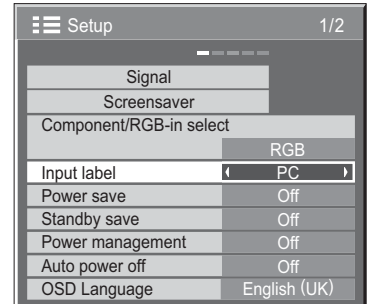 Setup 1/2
Signal
Screensaver
Component/RGB-in select
RGB
Input label PC
Power save Off
Standby save Off
Power management Off
Auto power off Off
OSD Language English (UK)